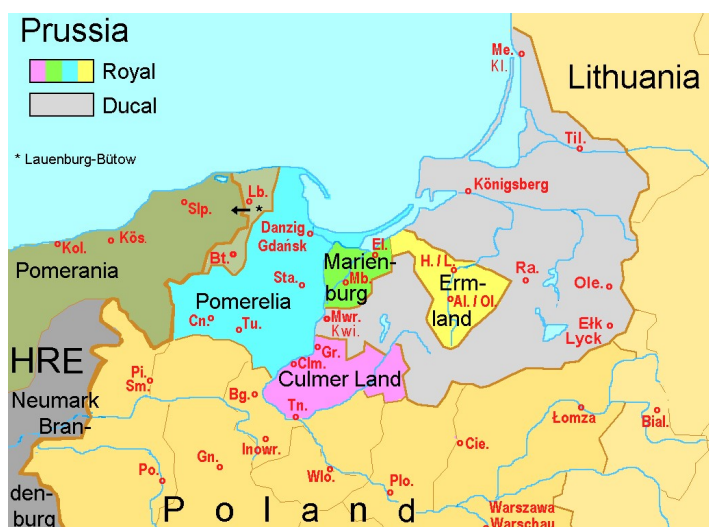 Prussia
Royal
Ducal
* Lauenburg-Bütow
Lithuania
Me.
Kl.
Til.
Königsberg
Lb.
*
Slp.
Danzig
Gdańsk
Kol.
Kös.
Bt.
Pomerania
El.
Marien-
burg
Mb.
H. / L.
Erm-
land
Al. / Ol.
Ra.
Ole.
Ełk
Lyck
Sta.
Pomerelia
Cn.
Tu.
Mwr.
Kwi.
HRE
Neumark
Bran-
denburg
Gr.
Clm.
Culmer Land
Pi.
Sm.
Bg.
Tn.
Łomza
Bial.
Inowr.
Cie.
Po.
Gn.
Wlo.
Plo.
Poland
Warszawa
Warschau